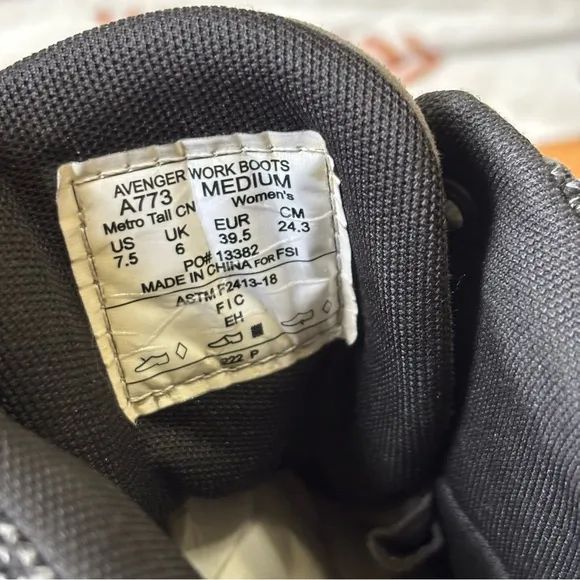 AVENGER WORK BOOTS
A773 MEDIUM
Metro Tall CN Women's
US UK EUR CM
7.5 6 39.5 24.3
PO# 13382
MADE IN CHINA FOR FSI
ASTM F2413-18
F I C
EH
222 P